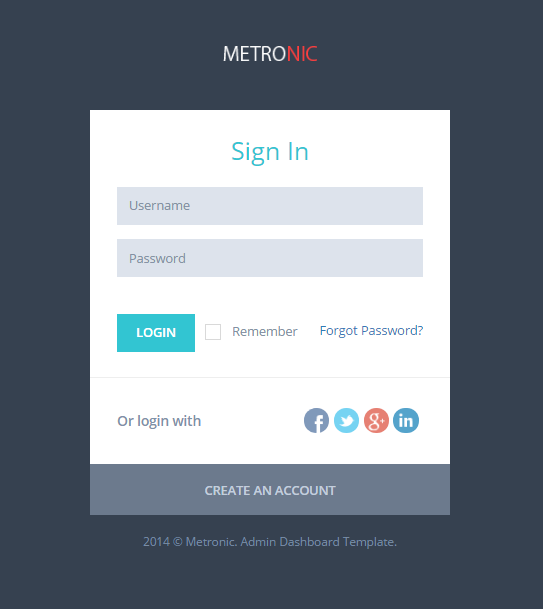 METRONIC
Sign In
Username
Password
LOGIN Remember Forgot Password?
Or login with
CREATE AN ACCOUNT
2014 © Metronic. Admin Dashboard Template.